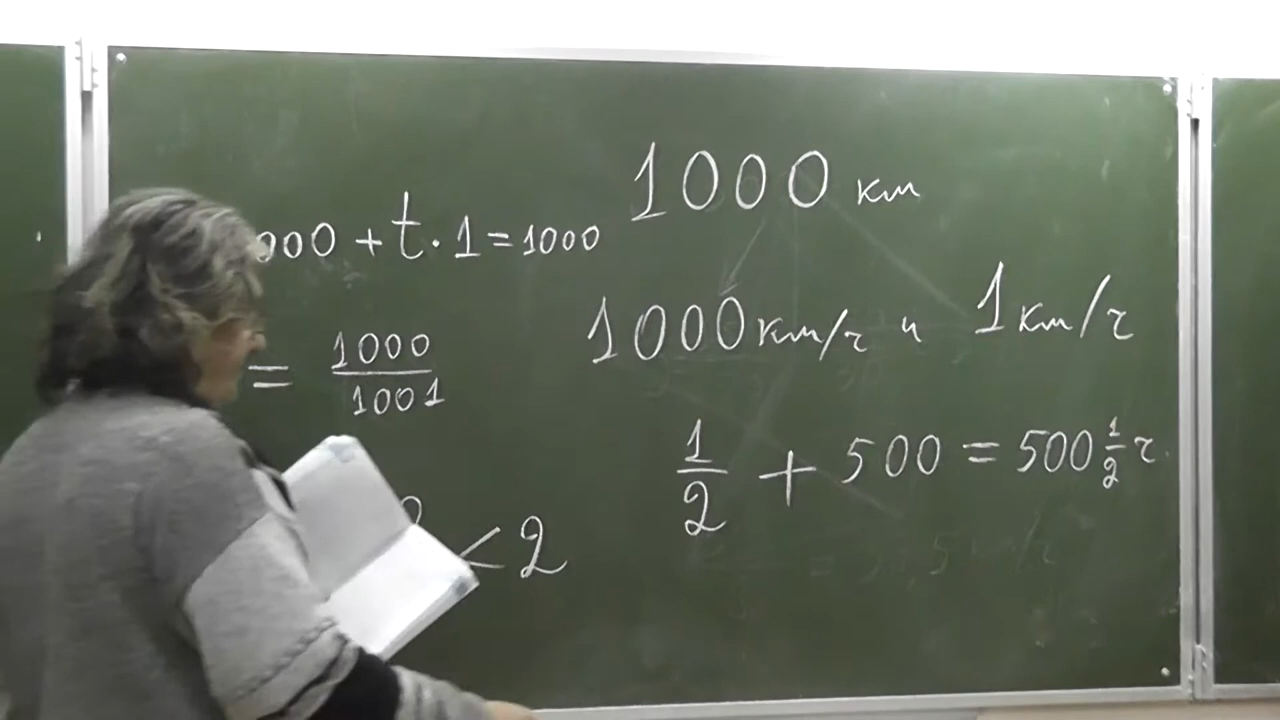 000 + t · 1 = 1000
= 1000/1001
< 2
1000 км
1000 км/ч и 1 км/ч
1/2 + 500 = 500 1/2 ч.